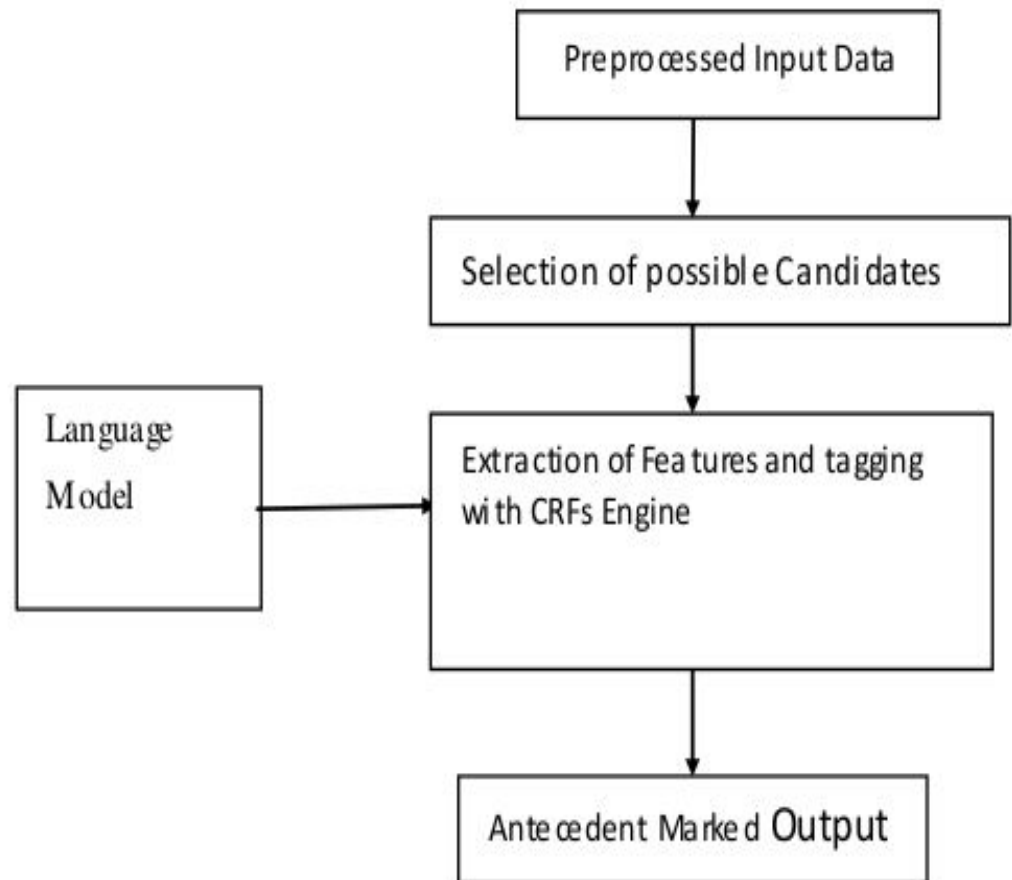 Preprocessed Input Data
Selection of possible Candidates
Language
Model
Extraction of Features and tagging
with CRFs Engine
Antecedent Marked Output